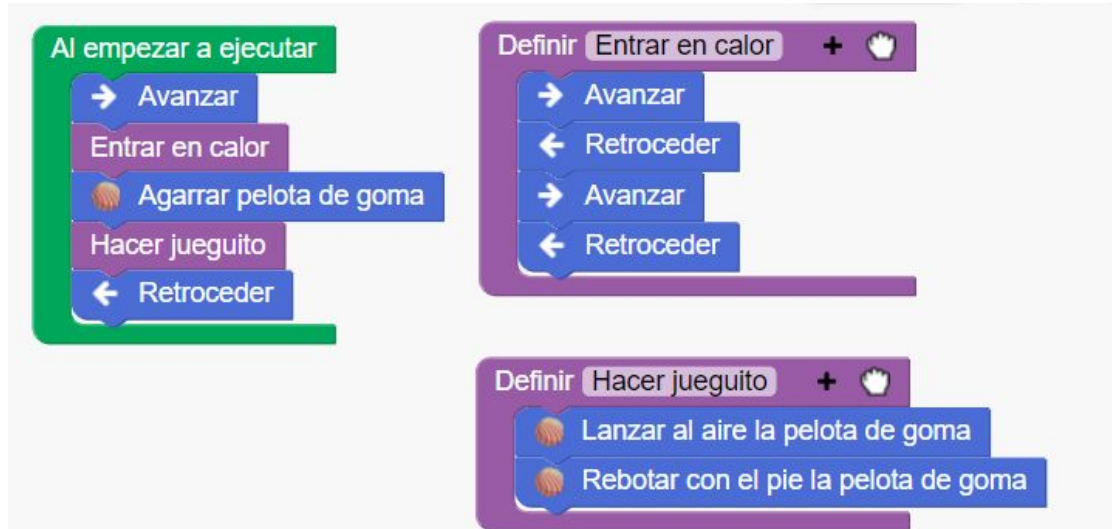 Al empezar a ejecutar
Avanzar
Entrar en calor
Agarrar pelota de goma
Hacer jueguito
Retroceder
Definir Entrar en calor +
Avanzar
Retroceder
Avanzar
Retroceder
Definir Hacer jueguito +
Lanzar al aire la pelota de goma
Rebotar con el pie la pelota de goma